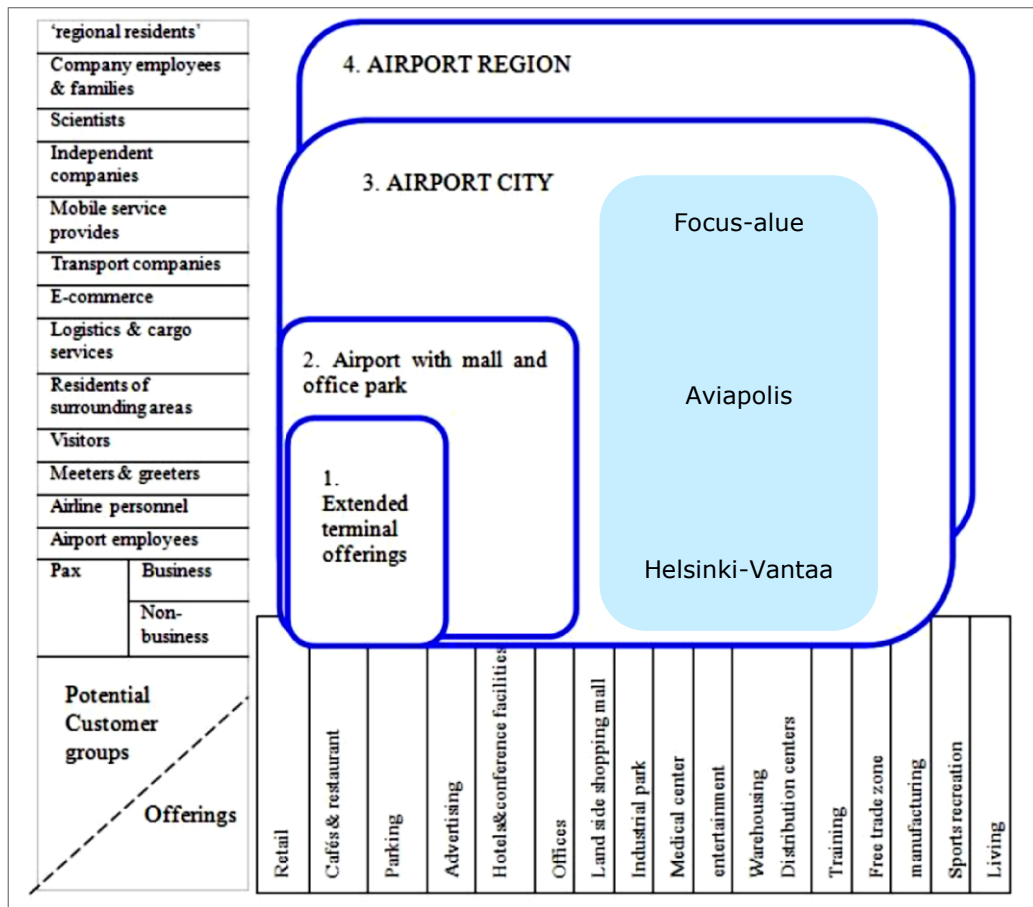 'regional residents'
Company employees
& families
Scientists
Independent
companies
Mobile service
provides
Transport companies
E-commerce
Logistics & cargo
services
Residents of
surrounding areas
Visitors
Meeters & greeters
Airline personnel
Airport employees
Pax
Business
Non-
business
Potential
Customer
groups
Offerings
4. AIRPORT REGION
3. AIRPORT CITY
Focus-alue
Aviapolis
Helsinki-Vantaa
2. Airport with mall and
office park
1.
Extended
terminal
offerings
Retail
Cafés & restaurant
Parking
Advertising
Hotels&conference facilities
Offices
Land side shopping mall
Industrial park
Medical center
entertainment
Warehousing
Distribution centers
Training
Free trade zone
manufacturing
Sports recreation
Living